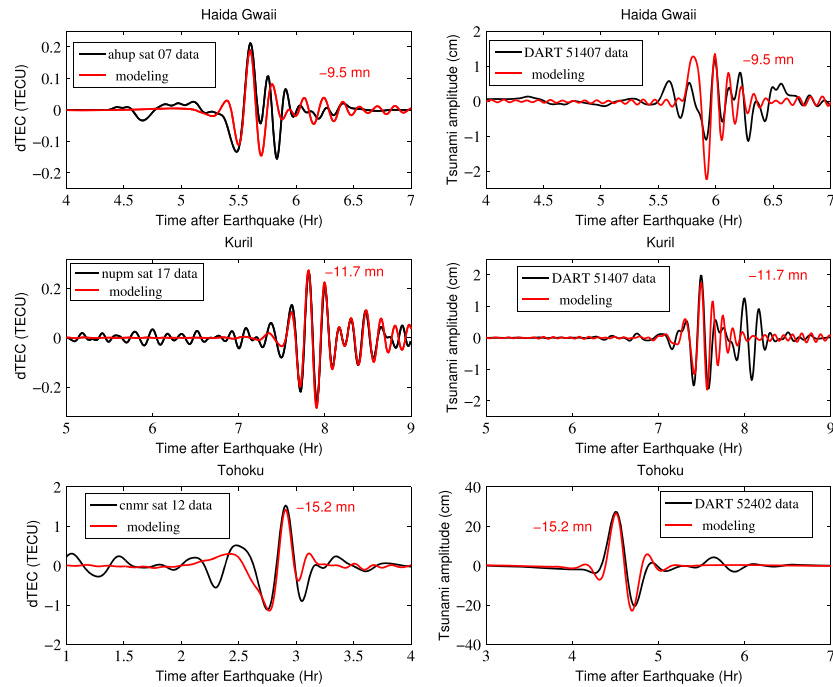 Haida Gwaii
0.2
0.1
0
−0.1
−0.2
dTEC (TECU)
ahup sat 07 data
modeling
−9.5 mn
4
4.5
5
5.5
6
6.5
7
Time after Earthquake (Hr)
Haida Gwaii
2
1
0
−1
−2
Tsunami amplitude (cm)
DART 51407 data
modeling
−9.5 mn
4
4.5
5
5.5
6
6.5
7
Time after Earthquake (Hr)
Kuril
0.2
0
−0.2
dTEC (TECU)
nupm sat 17 data
modeling
−11.7 mn
5
6
7
8
9
Time after Earthquake (Hr)
Kuril
2
1
0
−1
−2
Tsunami amplitude (cm)
DART 51407 data
modeling
−11.7 mn
5
6
7
8
9
Time after Earthquake (Hr)
Tohoku
2
1
0
−1
−2
dTEC (TECU)
cnmr sat 12 data
modeling
−15.2 mn
1
1.5
2
2.5
3
3.5
4
Time after Earthquake (Hr)
Tohoku
40
20
0
−20
−40
Tsunami amplitude (cm)
DART 52402 data
modeling
−15.2 mn
3
4
5
6
7
Time after Earthquake (Hr)